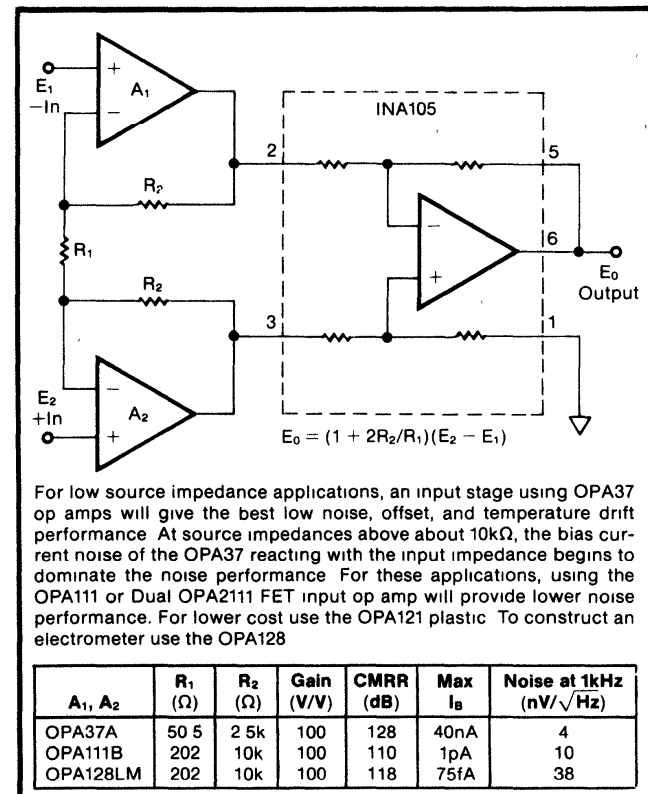 E₁
−In
+
A₁
−
INA105
2
5
R₂
R₁
−
6
+
E₀
Output
R₂
3
1
E₂
+In
−
A₂
+
E₀ = (1 + 2R₂/R₁)(E₂ − E₁)
For low source impedance applications, an input stage using OPA37
op amps will give the best low noise, offset, and temperature drift
performance At source impedances above about 10kΩ, the bias cur-
rent noise of the OPA37 reacting with the input impedance begins to
dominate the noise performance For these applications, using the
OPA111 or Dual OPA2111 FET input op amp will provide lower noise
performance. For lower cost use the OPA121 plastic To construct an
electrometer use the OPA128
A₁, A₂ R₁ (Ω) R₂ (Ω) Gain (V/V) CMRR (dB) Max I_B Noise at 1kHz (nV/√Hz)
OPA37A 50 5 2 5k 100 128 40nA 4
OPA111B 202 10k 100 110 1pA 10
OPA128LM 202 10k 100 118 75fA 38